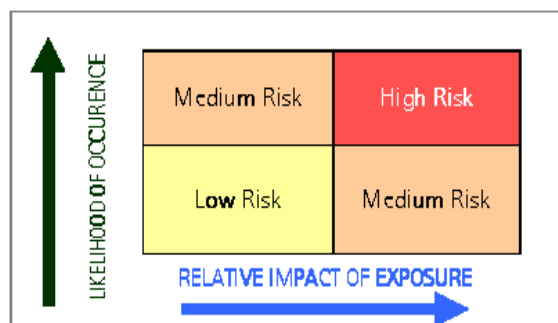 LIKELIHOOD OF OCCURENCE
Medium Risk
High Risk
Low Risk
Medium Risk
RELATIVE IMPACT OF EXPOSURE